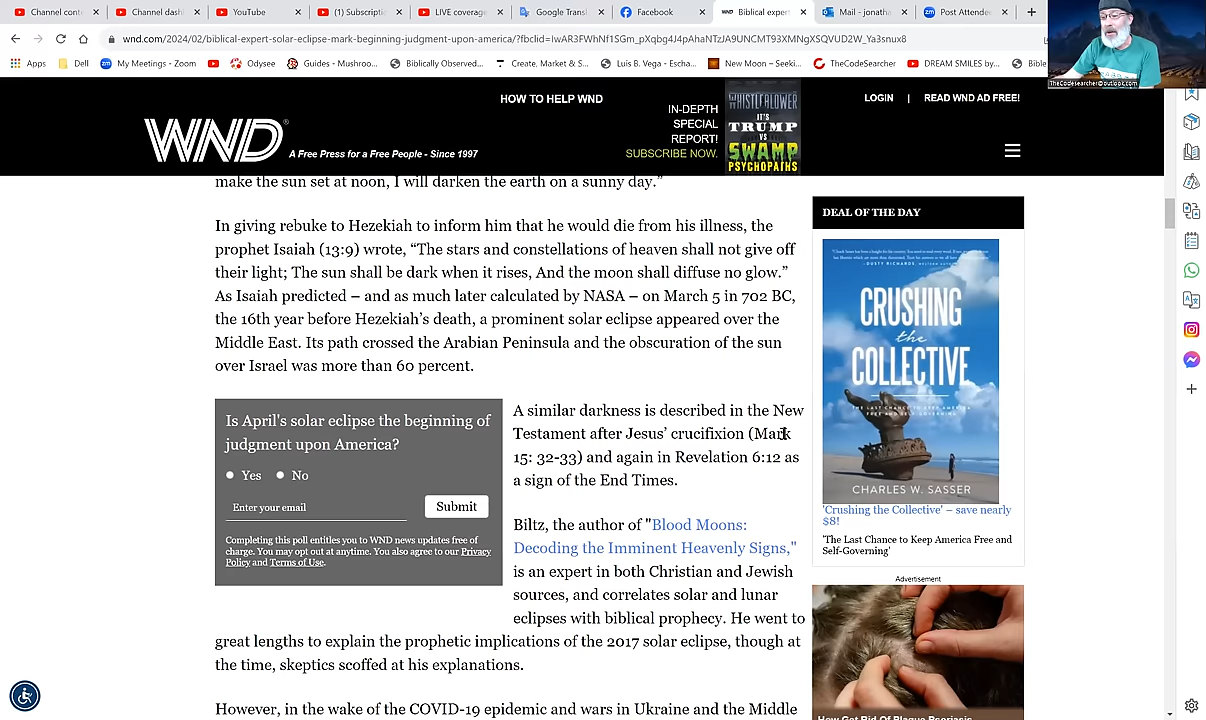 Channel cont
Channel dash
YouTube
(1) Subscriptio
LIVE coverage
Google Trans
Facebook
Biblical exper
Mail - jonatha
Post Attende
wnd.com/2024/02/biblical-expert-solar-eclipse-mark-beginning-judgment-upon-america/?fbclid=IwAR3FWhNf1SGm_pXqbg4J4pAhaNTzJA9UNCMT93XMNgXSQVUD2W_Ya3snux8
Apps
Dell
My Meetings - Zoom
Odysee
Guides - Mushroo...
Biblically Observed...
Create, Market & S...
Luis B. Vega - Escha...
New Moon – Seeki...
TheCodeSearcher
DREAM SMILES by...
Bible
TheCodesearcher@outlook.com
HOW TO HELP WND
WND®
A Free Press for a Free People - Since 1997
IN-DEPTH
SPECIAL
REPORT!
SUBSCRIBE NOW.
WHISTLEBLOWER
IT'S
TRUMP
VS
SWAMP
PSYCHOPATHS
LOGIN | READ WND AD FREE!
make the sun set at noon, I will darken the earth on a sunny day.”
In giving rebuke to Hezekiah to inform him that he would die from his illness, the
prophet Isaiah (13:9) wrote, “The stars and constellations of heaven shall not give off
their light; The sun shall be dark when it rises, And the moon shall diffuse no glow.”
As Isaiah predicted – and as much later calculated by NASA – on March 5 in 702 BC,
the 16th year before Hezekiah’s death, a prominent solar eclipse appeared over the
Middle East. Its path crossed the Arabian Peninsula and the obscuration of the sun
over Israel was more than 60 percent.
Is April's solar eclipse the beginning of
judgment upon America?
Yes No
Enter your email
Submit
Completing this poll entitles you to WND news updates free of
charge. You may opt out at anytime. You also agree to our Privacy
Policy and Terms of Use.
A similar darkness is described in the New
Testament after Jesus’ crucifixion (Mark
15: 32-33) and again in Revelation 6:12 as
a sign of the End Times.
Biltz, the author of "Blood Moons:
Decoding the Imminent Heavenly Signs,"
is an expert in both Christian and Jewish
sources, and correlates solar and lunar
eclipses with biblical prophecy. He went to
great lengths to explain the prophetic implications of the 2017 solar eclipse, though at
the time, skeptics scoffed at his explanations.
However, in the wake of the COVID-19 epidemic and wars in Ukraine and the Middle
DEAL OF THE DAY
- DUSTY RICHARDS,
CRUSHING
the
COLLECTIVE
THE LAST CHANCE TO KEEP AMERICA FREE
AND SELF-GOVERNING
CHARLES W. SASSER
'Crushing the Collective' – save nearly
$8!
'The Last Chance to Keep America Free and
Self-Governing'
Advertisement
How Get Rid Of Plaque Psoriasis